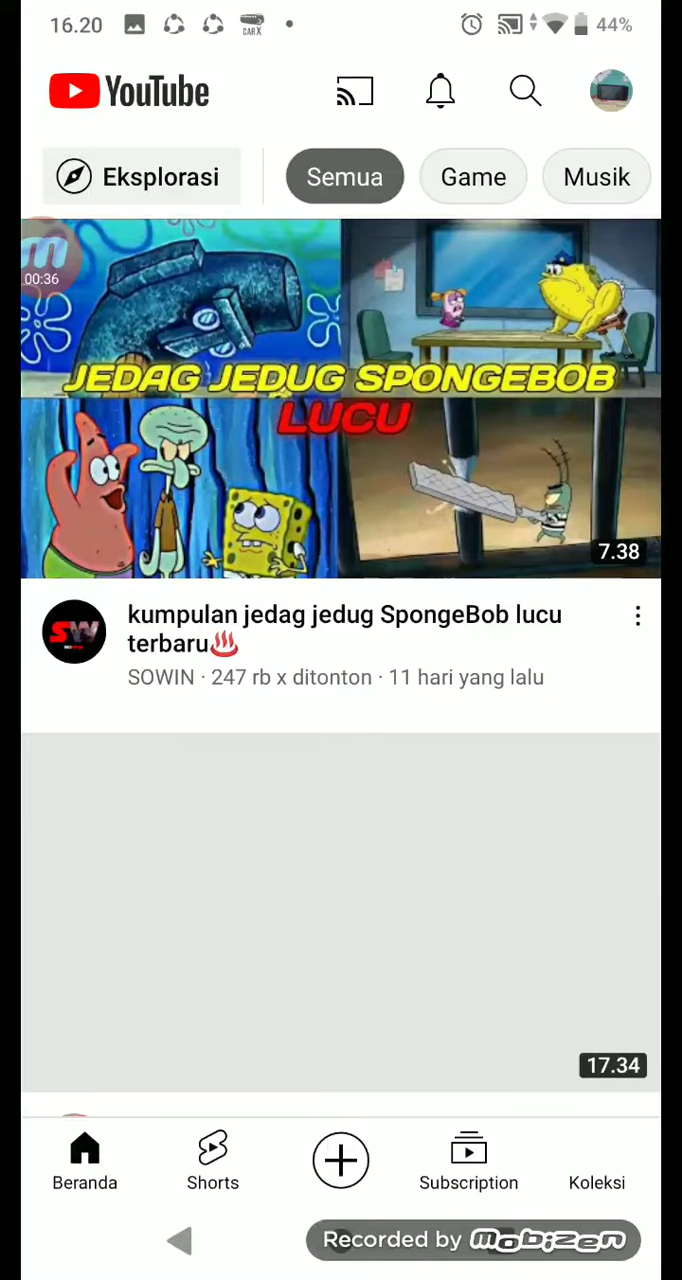 16.20
CARX
44%
YouTube
Eksplorasi
Semua
Game
Musik
00:36
JEDAG JEDUG SPONGEBOB
LUCU
7.38
SW
kumpulan jedag jedug SpongeBob lucu
terbaru♨️
SOWIN · 247 rb x ditonton · 11 hari yang lalu
17.34
Beranda
Shorts
Subscription
Koleksi
Recorded by mobizen